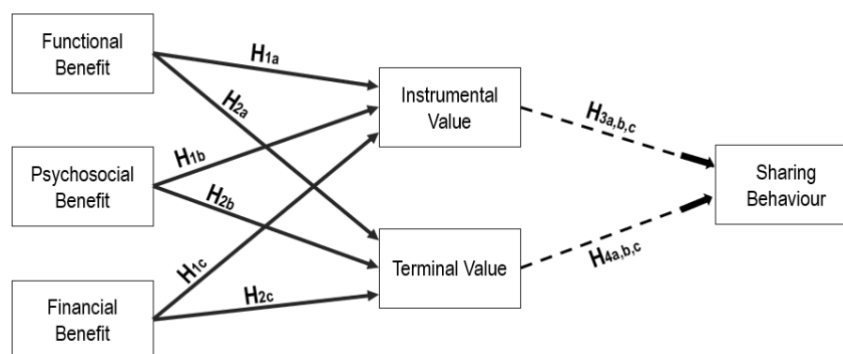 Functional
Benefit
H1a
H2a
Instrumental
Value
H3a,b,c
Psychosocial
Benefit
H1b
H2b
Sharing
Behaviour
H1c
Terminal Value
H4a,b,c
Financial
Benefit
H2c